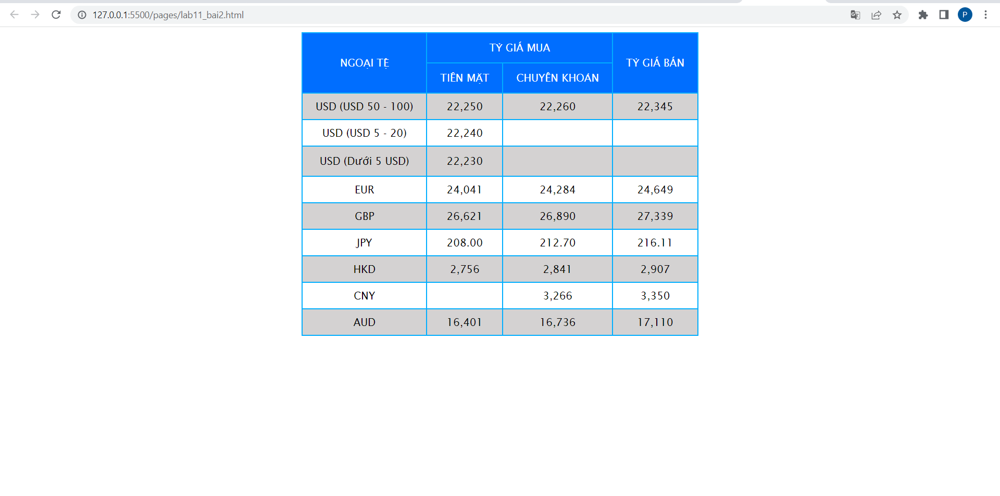 127.0.0.1:5500/pages/lab11_bai2.html
P
NGOẠI TỆ
TỶ GIÁ MUA
TỶ GIÁ BÁN
TIỀN MẶT
CHUYỂN KHOẢN
USD (USD 50 - 100) 22,250 22,260 22,345
USD (USD 5 - 20) 22,240
USD (Dưới 5 USD) 22,230
EUR 24,041 24,284 24,649
GBP 26,621 26,890 27,339
JPY 208.00 212.70 216.11
HKD 2,756 2,841 2,907
CNY 3,266 3,350
AUD 16,401 16,736 17,110